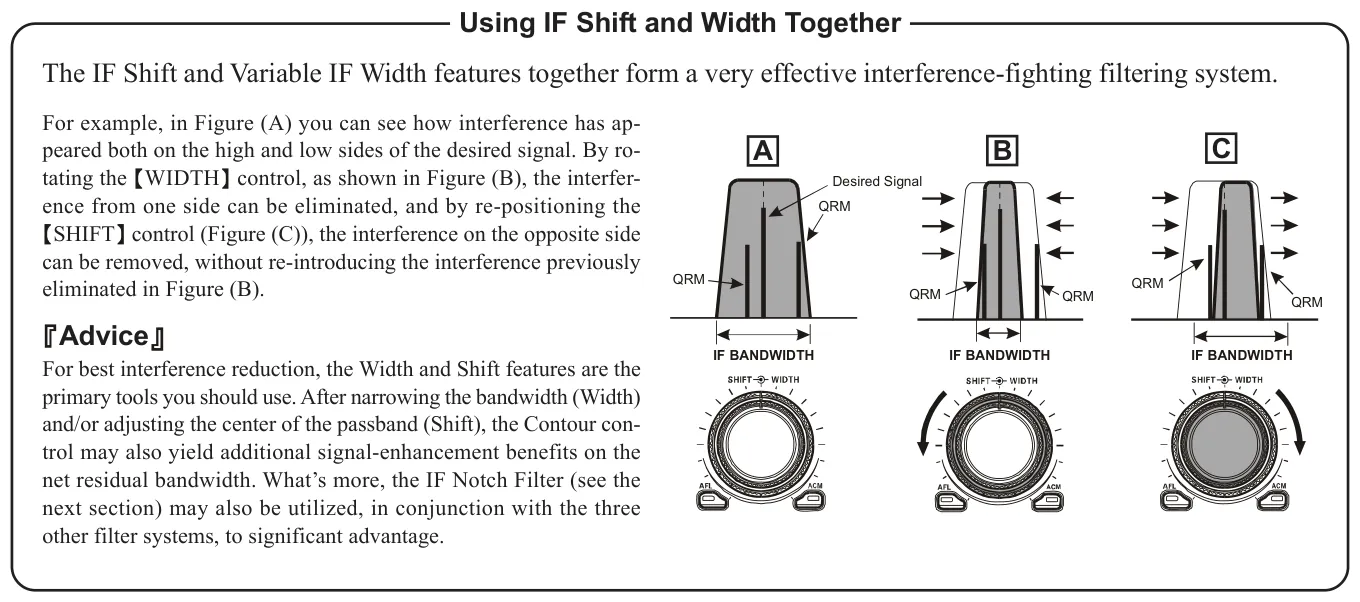 Using IF Shift and Width Together
The IF Shift and Variable IF Width features together form a very effective interference-fighting filtering system.
For example, in Figure (A) you can see how interference has ap-
peared both on the high and low sides of the desired signal. By ro-
tating the【WIDTH】control, as shown in Figure (B), the interfer-
ence from one side can be eliminated, and by re-positioning the
【SHIFT】control (Figure (C)), the interference on the opposite side
can be removed, without re-introducing the interference previously
eliminated in Figure (B).
『Advice』
For best interference reduction, the Width and Shift features are the
primary tools you should use. After narrowing the bandwidth (Width)
and/or adjusting the center of the passband (Shift), the Contour con-
trol may also yield additional signal-enhancement benefits on the
net residual bandwidth. What's more, the IF Notch Filter (see the
next section) may also be utilized, in conjunction with the three
other filter systems, to significant advantage.
A
Desired Signal
QRM
QRM
IF BANDWIDTH
SHIFT WIDTH
AFL
ACM
B
QRM
QRM
IF BANDWIDTH
SHIFT WIDTH
AFL
ACM
C
QRM
QRM
IF BANDWIDTH
SHIFT WIDTH
AFL
ACM